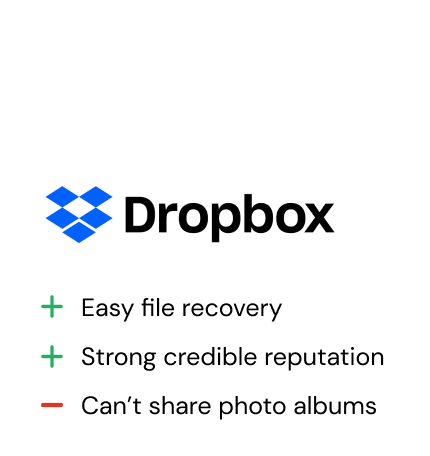 Dropbox
Easy file recovery
Strong credible reputation
Can’t share photo albums